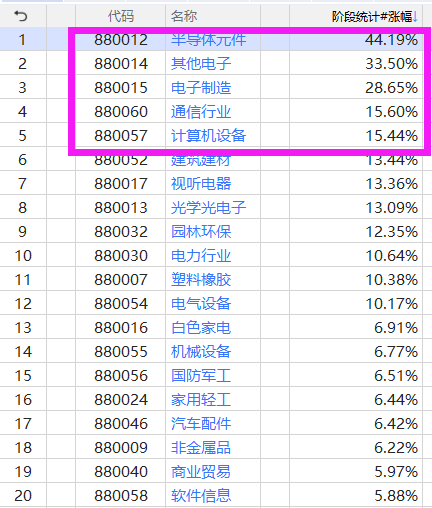 代码 名称 阶段统计#涨幅↓
1 880012 半导体元件 44.19%
2 880014 其他电子 33.50%
3 880015 电子制造 28.65%
4 880060 通信行业 15.60%
5 880057 计算机设备 15.44%
6 880052 建筑建材 13.44%
7 880017 视听电器 13.36%
8 880013 光学光电子 13.09%
9 880032 园林环保 12.35%
10 880030 电力行业 10.64%
11 880007 塑料橡胶 10.38%
12 880054 电气设备 10.17%
13 880016 白色家电 6.91%
14 880055 机械设备 6.77%
15 880056 国防军工 6.51%
16 880024 家用轻工 6.44%
17 880046 汽车配件 6.42%
18 880009 非金属品 6.22%
19 880040 商业贸易 5.97%
20 880058 软件信息 5.88%